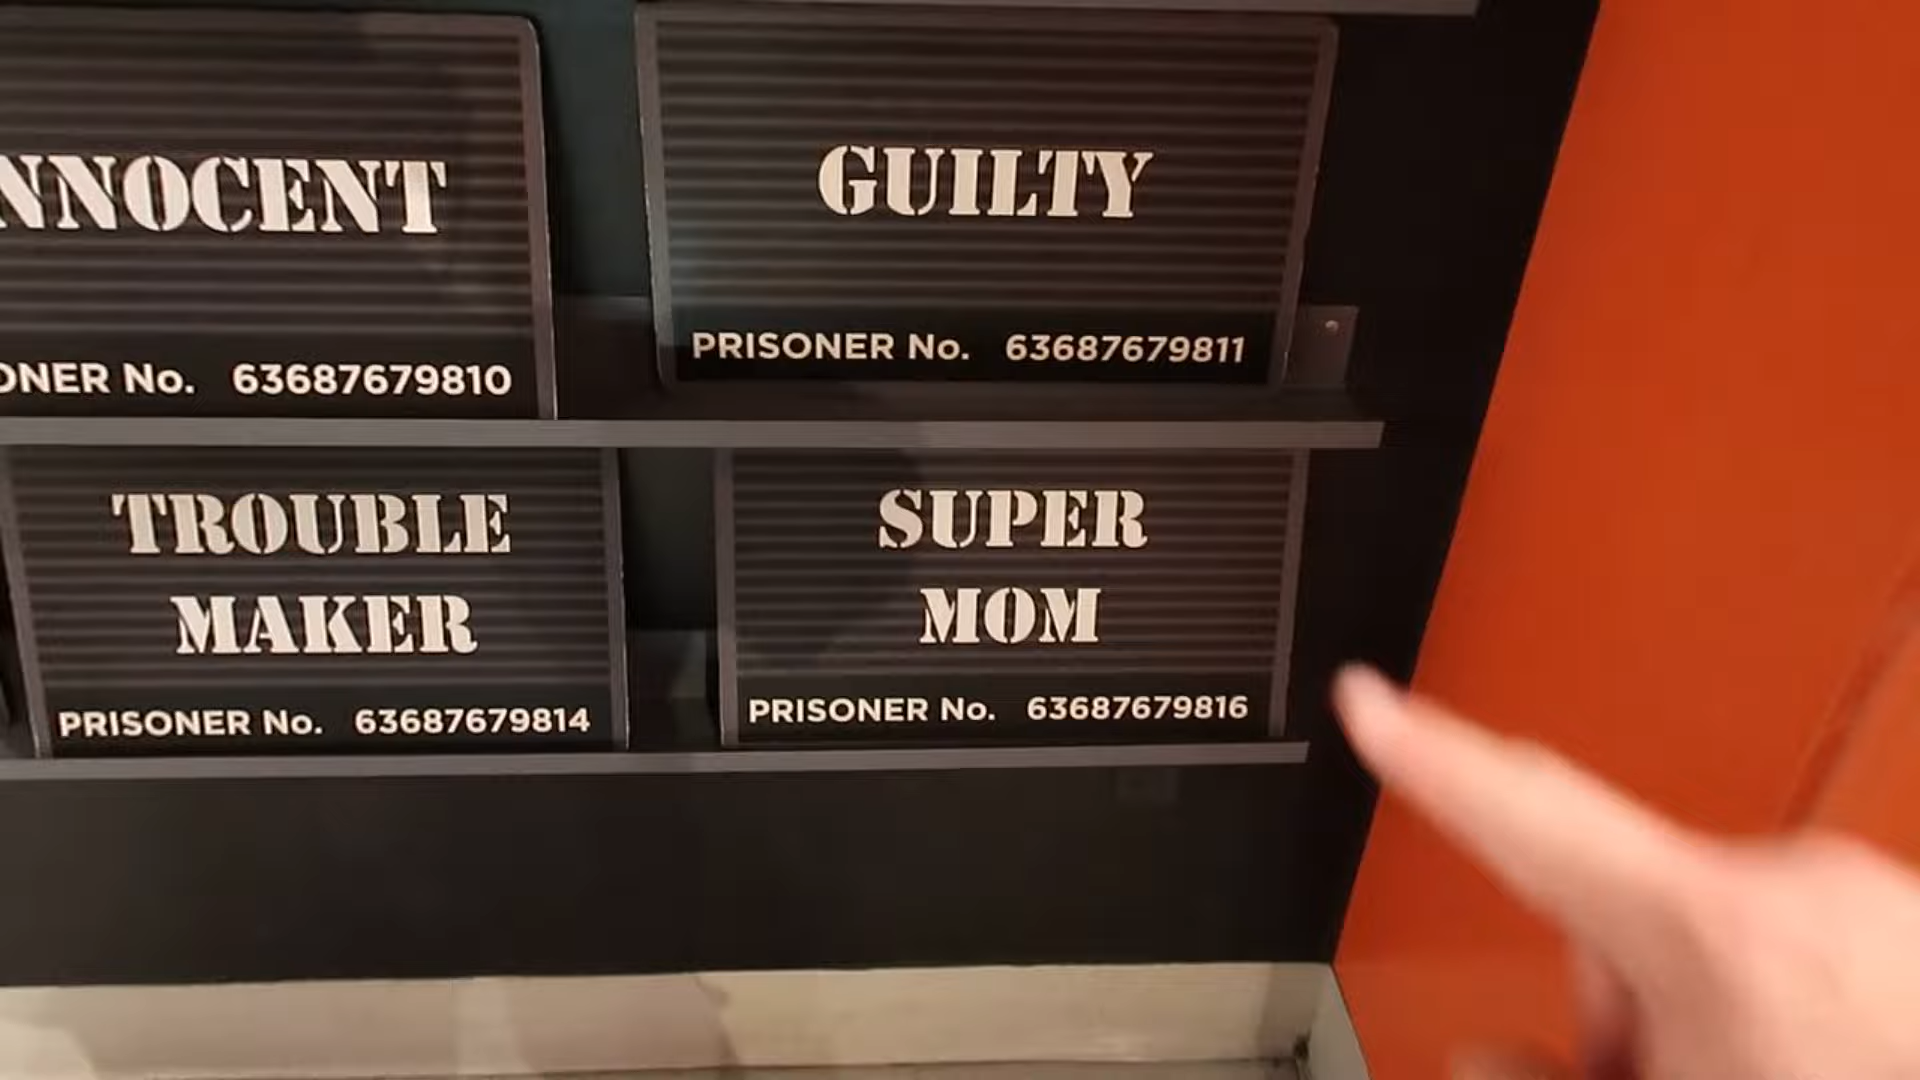 NNOCENT
ONER No. 63687679810
GUILTY
PRISONER No. 63687679811
TROUBLE
MAKER
PRISONER No. 63687679814
SUPER
MOM
PRISONER No. 63687679816